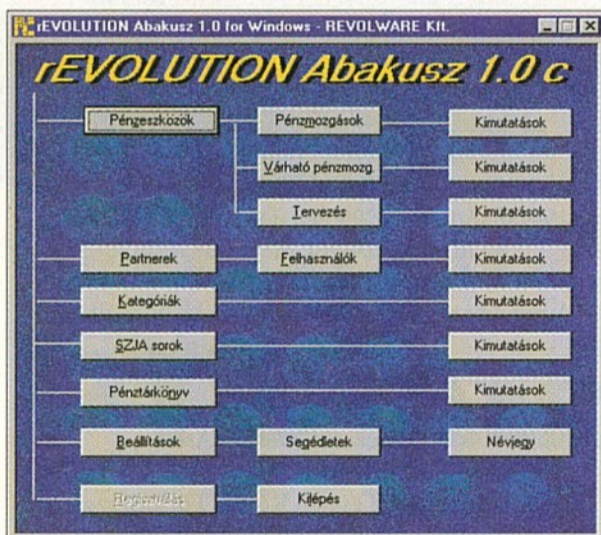 rEVOLUTION Abakusz 1.0 for Windows - REVOLWARE Kft.
rEVOLUTION Abakusz 1.0 c
Pénzeszközök Pénzmozgások Kimutatások
Várható pénzmozg. Kimutatások
Tervezés Kimutatások
Partnerek Felhasználók Kimutatások
Kategóriák Kimutatások
SZJA sorok Kimutatások
Pénztárkönyv Kimutatások
Beállítások Segédletek Névjegy
Regisztrálás Kilépés